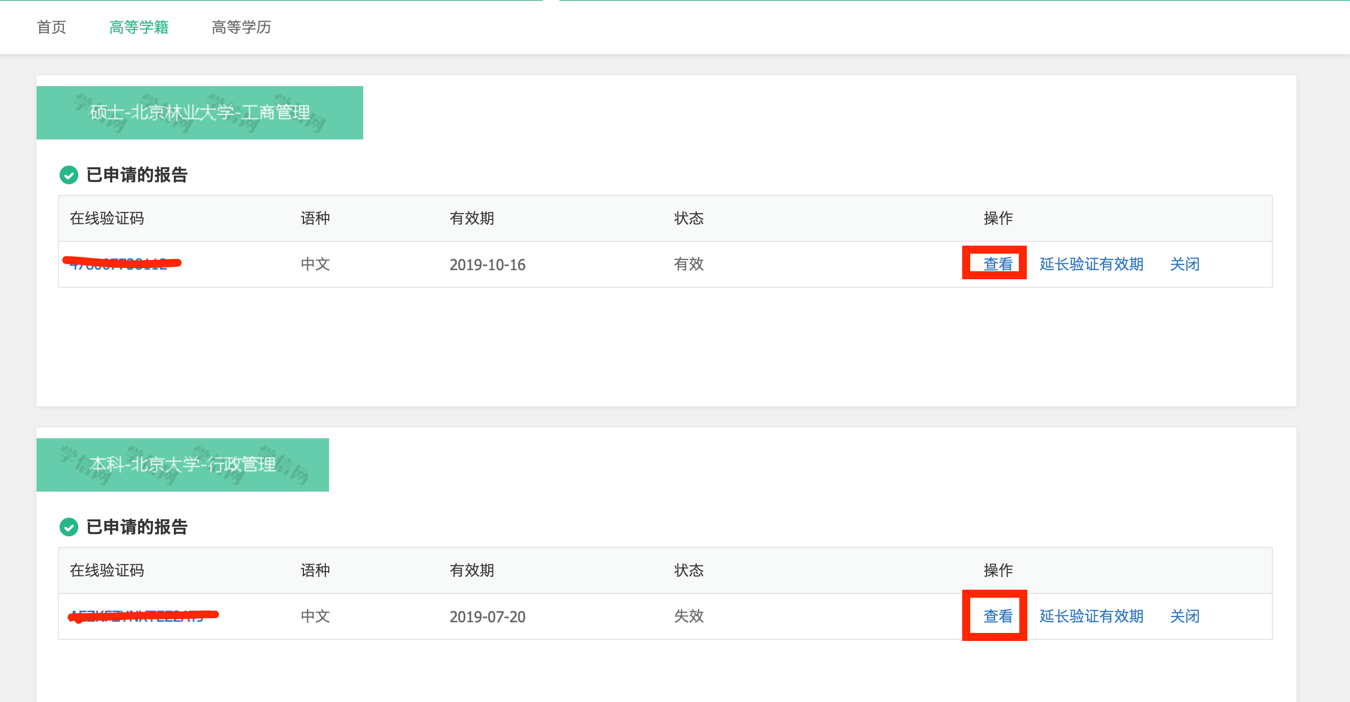 首页 高等学籍 高等学历
硕士-北京林业大学-工商管理
已申请的报告
在线验证码 语种 有效期 状态 操作
中文 2019-10-16 有效 查看 延长验证有效期 关闭
本科-北京大学-行政管理
已申请的报告
在线验证码 语种 有效期 状态 操作
中文 2019-07-20 失效 查看 延长验证有效期 关闭